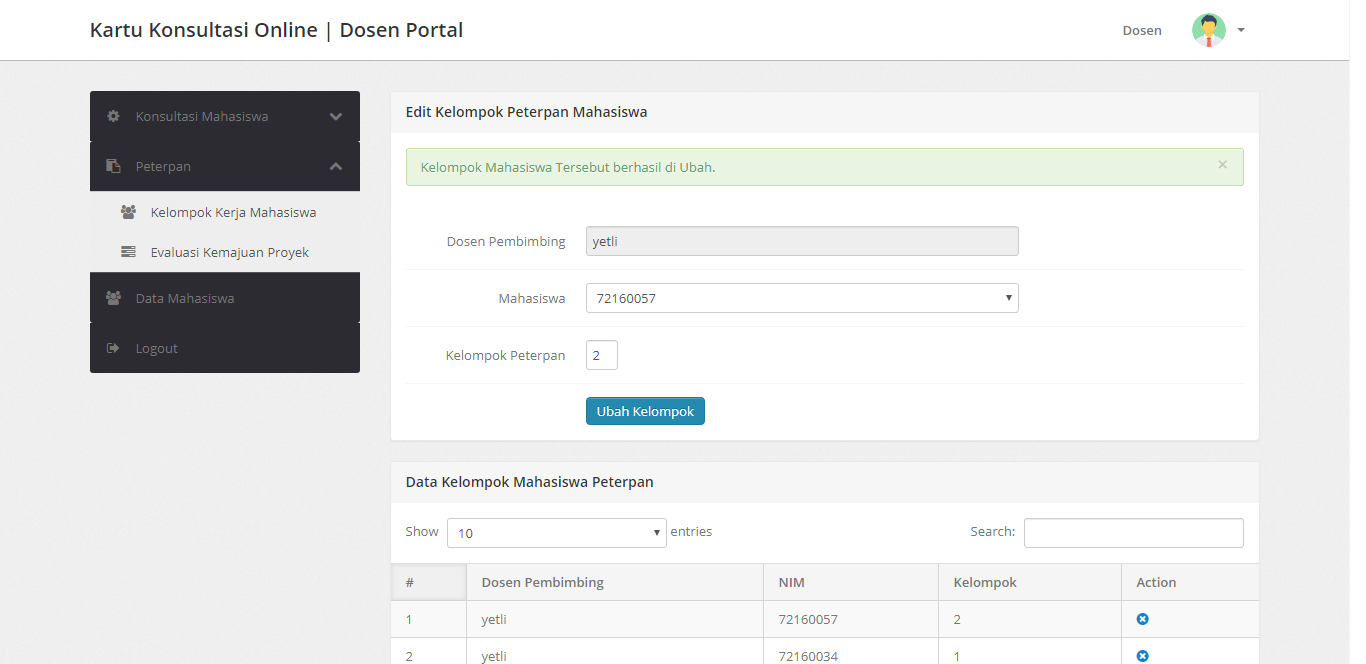 Kartu Konsultasi Online | Dosen Portal
Dosen
Konsultasi Mahasiswa
Peterpan
Kelompok Kerja Mahasiswa
Evaluasi Kemajuan Proyek
Data Mahasiswa
Logout
Edit Kelompok Peterpan Mahasiswa
Kelompok Mahasiswa Tersebut berhasil di Ubah. ×
Dosen Pembimbing yetli
Mahasiswa 72160057
Kelompok Peterpan 2
Ubah Kelompok
Data Kelompok Mahasiswa Peterpan
Show 10 entries Search:
# Dosen Pembimbing NIM Kelompok Action
1 yetli 72160057 2
2 yetli 72160034 1